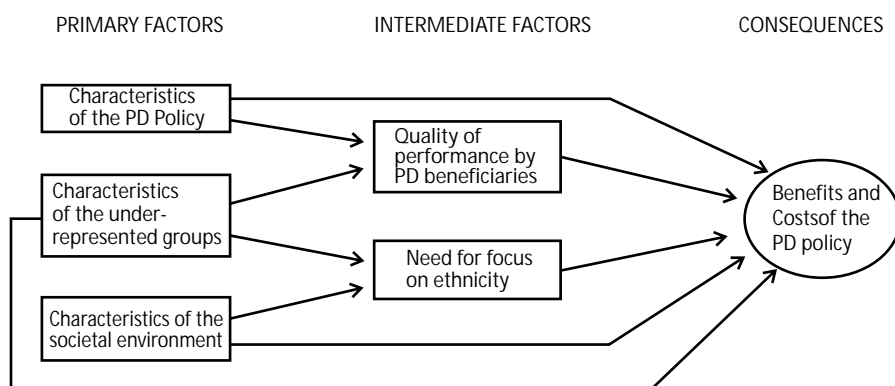 PRIMARY FACTORS INTERMEDIATE FACTORS CONSEQUENCES
Characteristics
of the PD Policy
Quality of
performance by
PD beneficiaries
Characteristics
of the under-
represented groups
Benefits and
Costsof the
PD policy
Need for focus
on ethnicity
Characteristics of the
societal environment